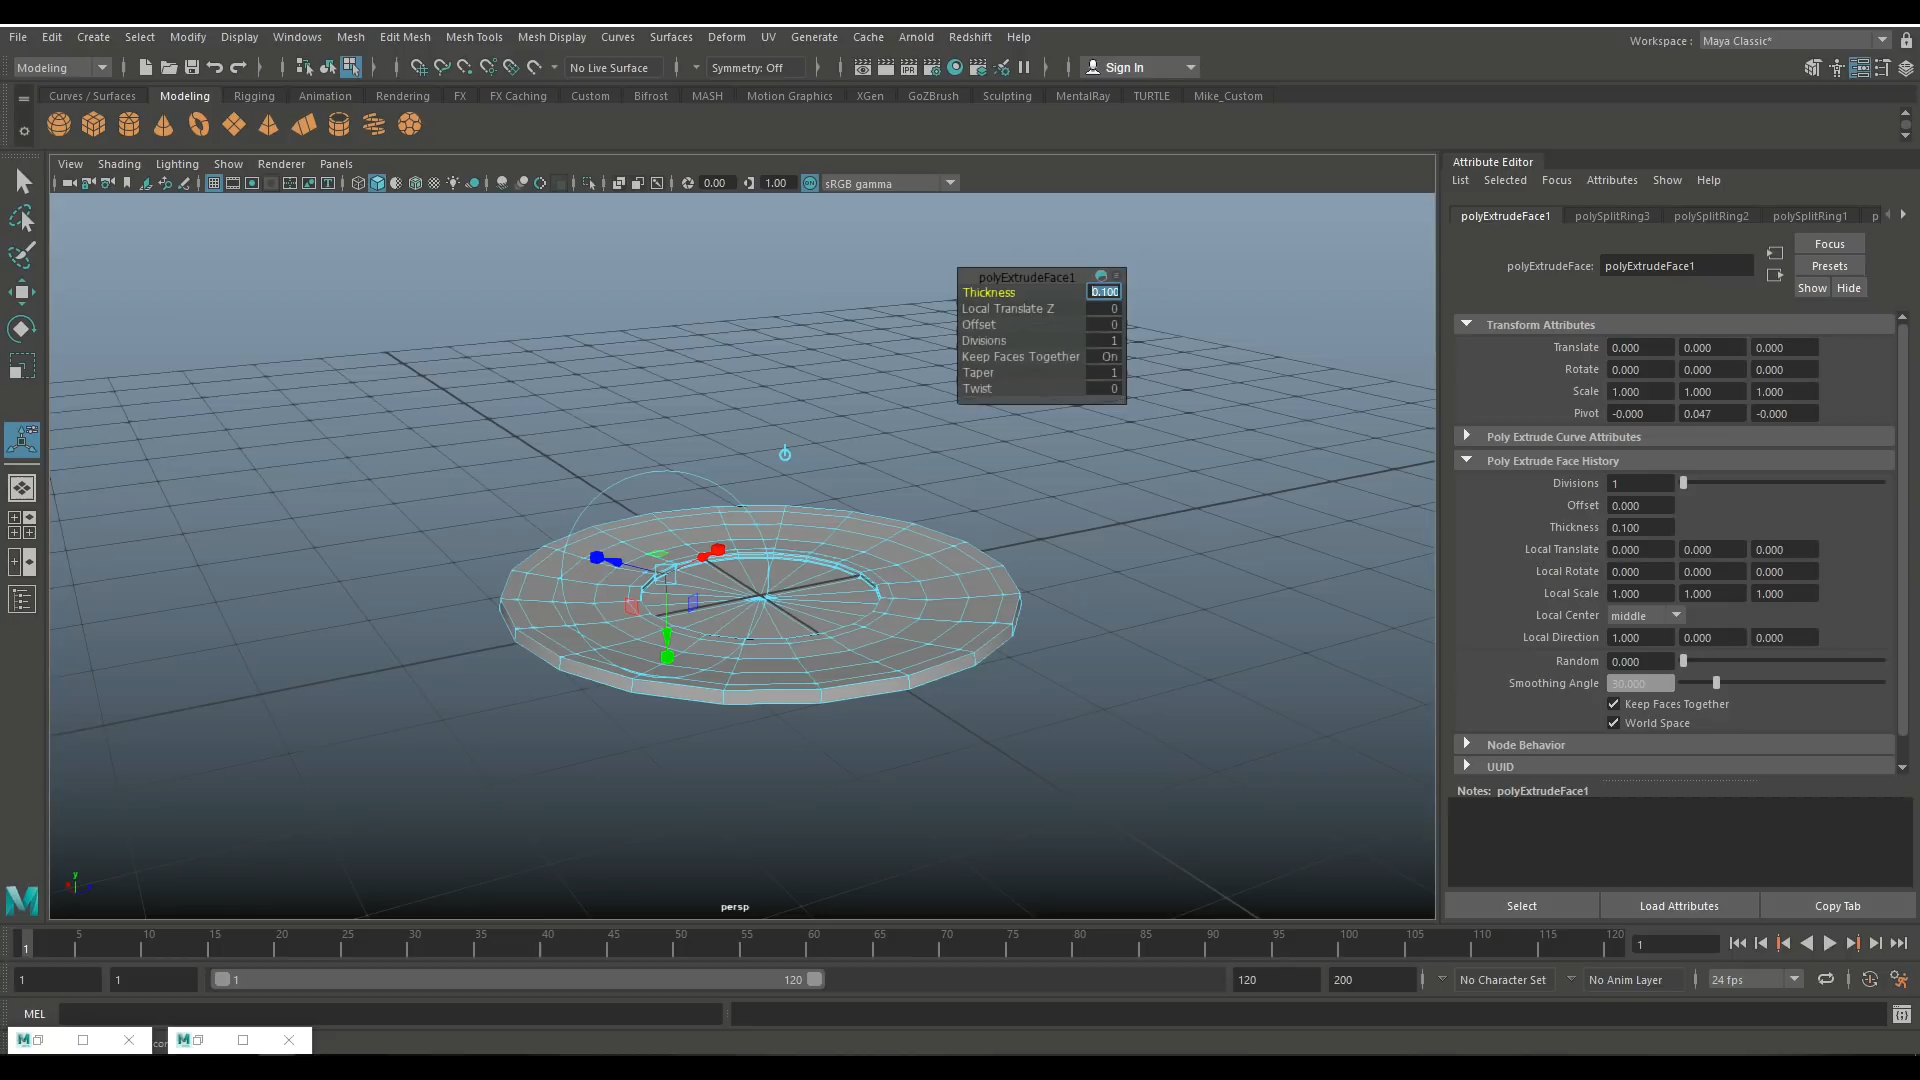 File Edit Create Select Modify Display Windows Mesh Edit Mesh Mesh Tools Mesh Display Curves Surfaces Deform UV Generate Cache Arnold Redshift Help
Workspace : Maya Classic*
Modeling No Live Surface Symmetry: Off IPR Sign In
Curves / Surfaces Modeling Rigging Animation Rendering FX FX Caching Custom Bifrost MASH Motion Graphics XGen GoZBrush Sculpting MentalRay TURTLE Mike_Custom
View Shading Lighting Show Renderer Panels
0.00 1.00 ON sRGB gamma
polyExtrudeFace1
Thickness 0.100
Local Translate Z 0
Offset 0
Divisions 1
Keep Faces Together On
Taper 1
Twist 0
y
persp
Attribute Editor
List Selected Focus Attributes Show Help
polyExtrudeFace1 polySplitRing3 polySplitRing2 polySplitRing1 p
polyExtrudeFace: polyExtrudeFace1
Focus
Presets
Show Hide
Transform Attributes
Translate 0.000 0.000 0.000
Rotate 0.000 0.000 0.000
Scale 1.000 1.000 1.000
Pivot -0.000 0.047 -0.000
Poly Extrude Curve Attributes
Poly Extrude Face History
Divisions 1
Offset 0.000
Thickness 0.100
Local Translate 0.000 0.000 0.000
Local Rotate 0.000 0.000 0.000
Local Scale 1.000 1.000 1.000
Local Center middle
Local Direction 1.000 0.000 0.000
Random 0.000
Smoothing Angle 30.000
Keep Faces Together
World Space
Node Behavior
UUID
Notes: polyExtrudeFace1
Select Load Attributes Copy Tab
1 5 10 15 20 25 30 35 40 45 50 55 60 65 70 75 80 85 90 95 100 105 110 115 120 1
1 1 1 120 120 200 No Character Set No Anim Layer 24 fps
MEL
M M con